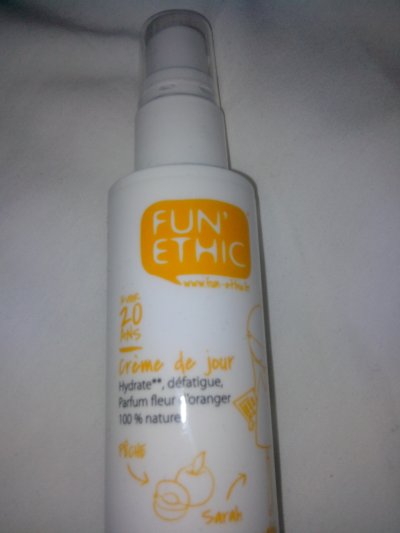 FUN'
ETHIC
www.fun-ethic.fr
20
ANS
Crème de jour
Hydrate**, défatigue,
Parfum fleur d'oranger
100 % naturel
PÊCHE
Sarah